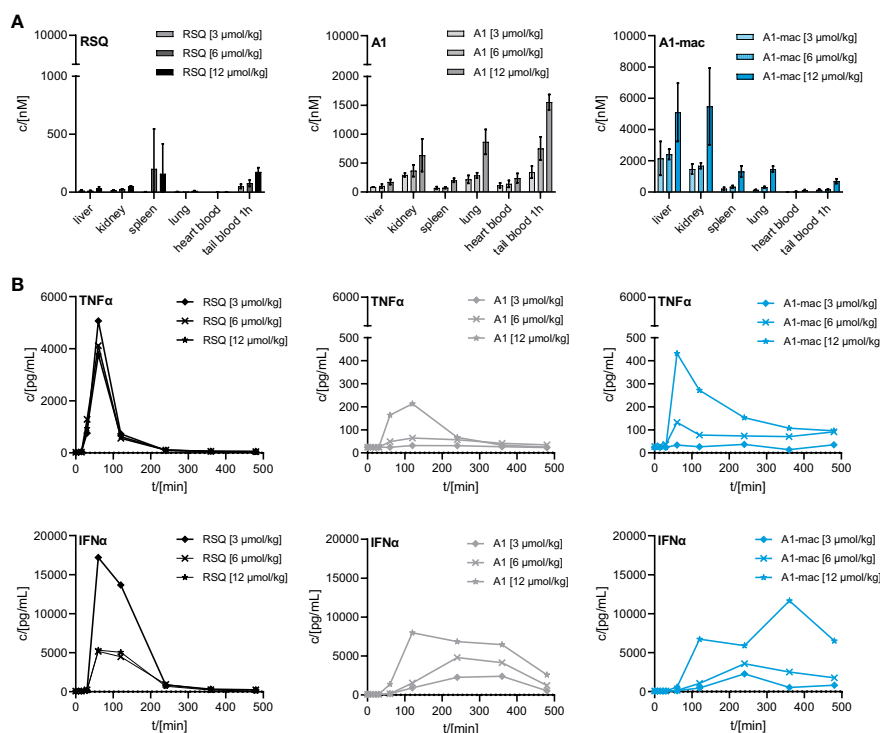 A
RSQ
RSQ [3 µmol/kg]
RSQ [6 µmol/kg]
RSQ [12 µmol/kg]
c/[nM]
10000
1000
500
0
liver
kidney
spleen
lung
heart blood
tail blood 1h
A1
A1 [3 µmol/kg]
A1 [6 µmol/kg]
A1 [12 µmol/kg]
c/[nM]
10000
2000
1500
1000
500
0
liver
kidney
spleen
lung
heart blood
tail blood 1h
A1-mac
A1-mac [3 µmol/kg]
A1-mac [6 µmol/kg]
A1-mac [12 µmol/kg]
c/[nM]
10000
8000
6000
4000
2000
0
liver
kidney
spleen
lung
heart blood
tail blood 1h
B
TNFα
RSQ [3 µmol/kg]
RSQ [6 µmol/kg]
RSQ [12 µmol/kg]
c/[pg/mL]
6000
4000
2000
0
0 100 200 300 400 500
t/[min]
TNFα
A1 [3 µmol/kg]
A1 [6 µmol/kg]
A1 [12 µmol/kg]
c/[pg/mL]
6000
500
400
300
200
100
0
0 100 200 300 400 500
t/[min]
TNFα
A1-mac [3 µmol/kg]
A1-mac [6 µmol/kg]
A1-mac [12 µmol/kg]
c/[pg/mL]
6000
500
400
300
200
100
0
0 100 200 300 400 500
t/[min]
IFNα
RSQ [3 µmol/kg]
RSQ [6 µmol/kg]
RSQ [12 µmol/kg]
c/[pg/mL]
20000
15000
10000
5000
0
0 100 200 300 400 500
t/[min]
IFNα
A1 [3 µmol/kg]
A1 [6 µmol/kg]
A1 [12 µmol/kg]
c/[pg/mL]
20000
15000
10000
5000
0
0 100 200 300 400 500
t/[min]
IFNα
A1-mac [3 µmol/kg]
A1-mac [6 µmol/kg]
A1-mac [12 µmol/kg]
c/[pg/mL]
20000
15000
10000
5000
0
0 100 200 300 400 500
t/[min]